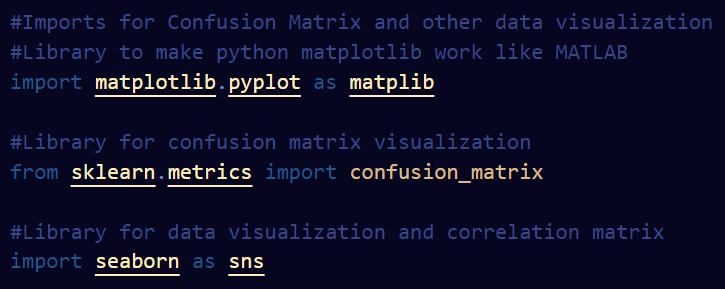 #Imports for Confusion Matrix and other data visualization
#Library to make python matplotlib work like MATLAB
import matplotlib.pyplot as matplib
#Library for confusion matrix visualization
from sklearn.metrics import confusion_matrix
#Library for data visualization and correlation matrix
import seaborn as sns